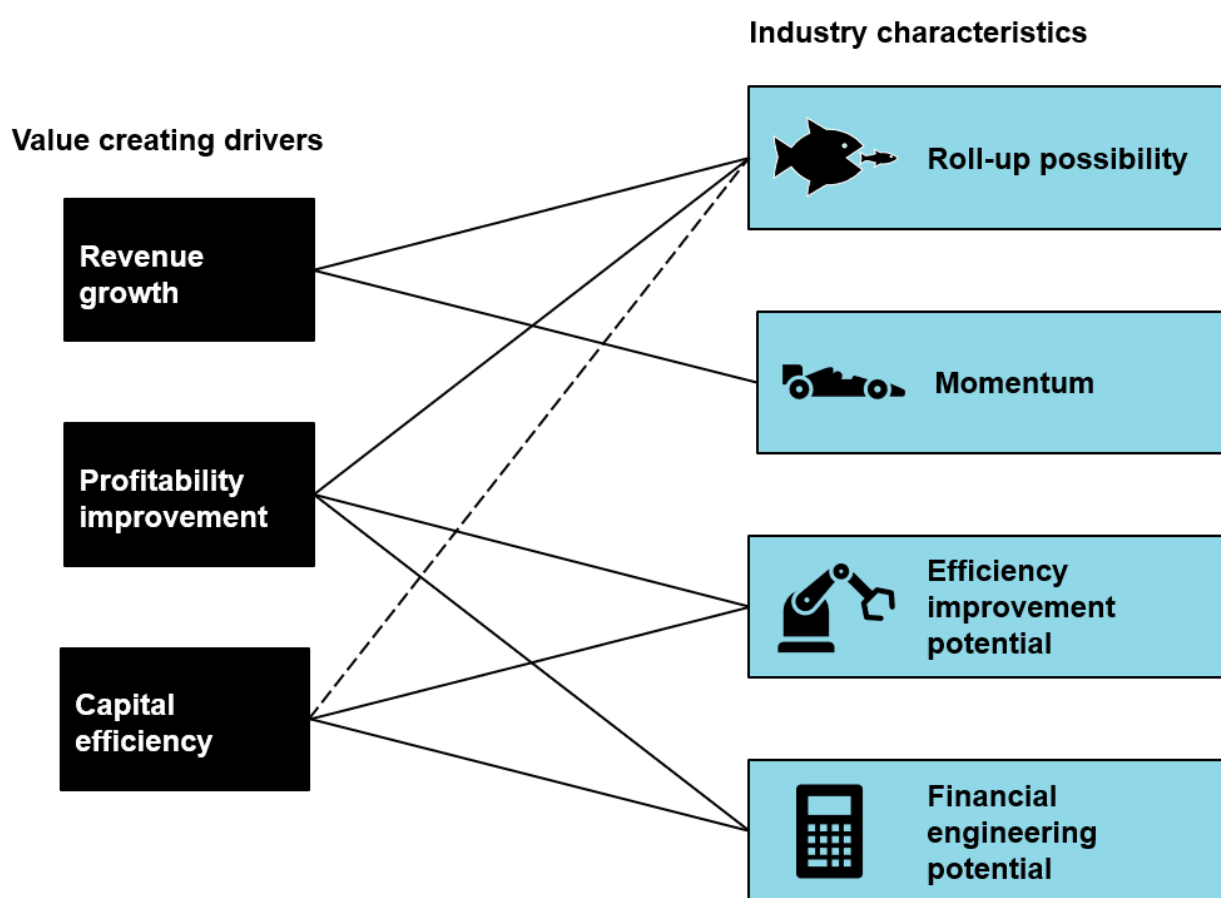 Industry characteristics
Value creating drivers
Roll-up possibility
Revenue
growth
Momentum
Profitability
improvement
Efficiency
improvement
potential
Capital
efficiency
Financial
engineering
potential